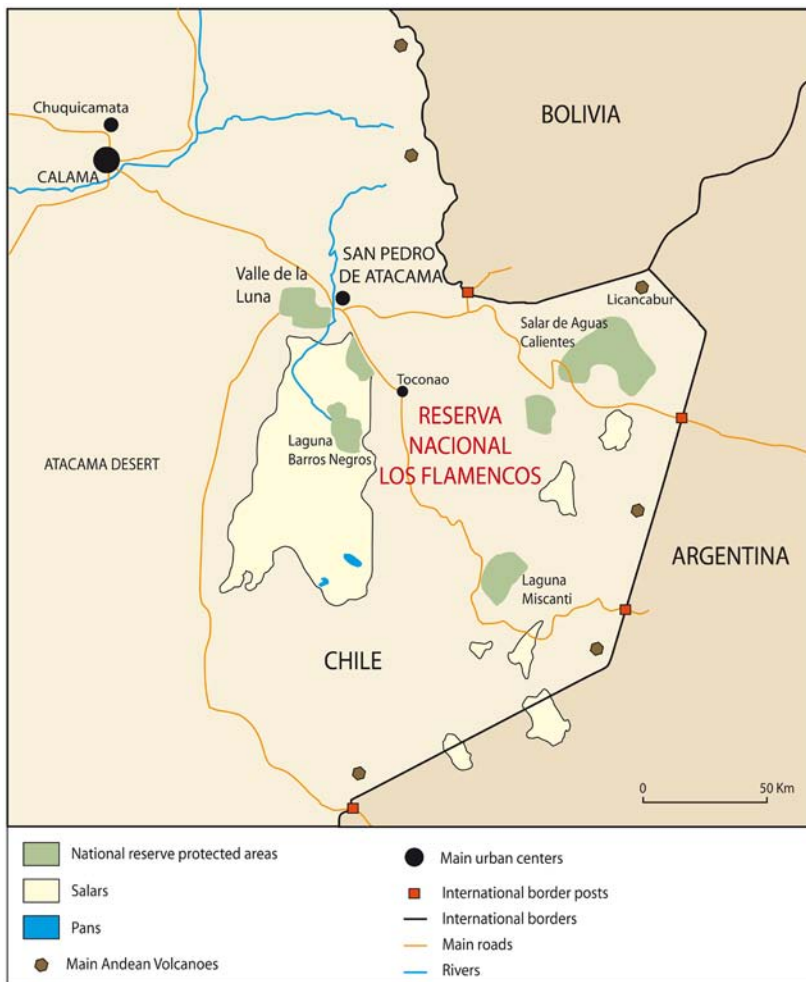 BOLIVIA
Chuquicamata
CALAMA
SAN PEDRO
DE ATACAMA
Valle de la
Luna
Licancabur
Salar de Aguas
Calientes
Toconao
RESERVA
NACIONAL
LOS FLAMENCOS
Laguna
Barros Negros
ATACAMA DESERT
ARGENTINA
Laguna
Miscanti
CHILE
0 50 Km
National reserve protected areas
Salars
Pans
Main Andean Volcanoes
Main urban centers
International border posts
International borders
Main roads
Rivers